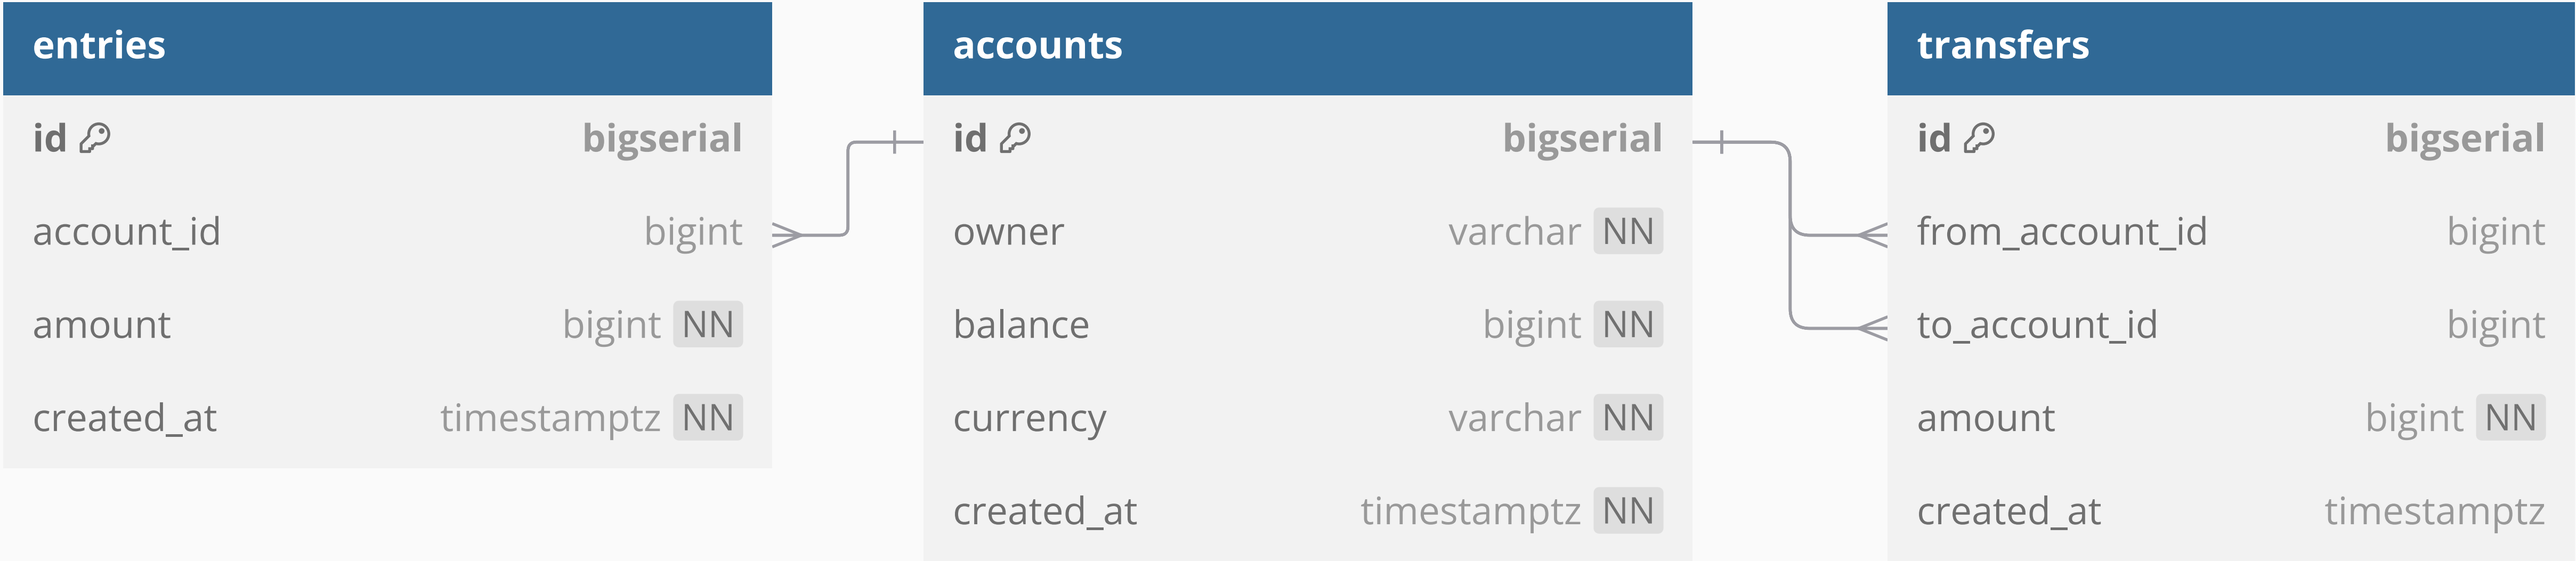 entries
id bigserial
account_id bigint
amount bigint NN
created_at timestamptz NN
accounts
id bigserial
owner varchar NN
balance bigint NN
currency varchar NN
created_at timestamptz NN
transfers
id bigserial
from_account_id bigint
to_account_id bigint
amount bigint NN
created_at timestamptz